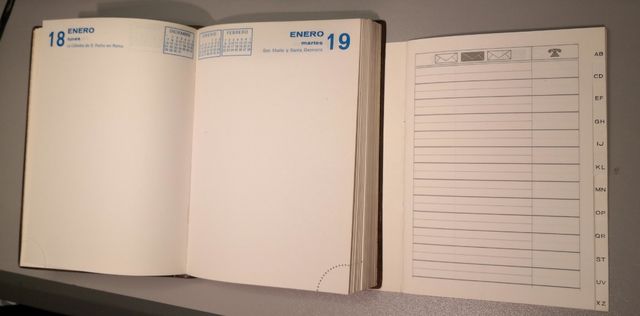 18 ENERO
lunes
La Cátedra de S. Pedro en Roma
DICIEMBRE
ENERO
FEBRERO
ENERO 19
martes
San Mario y Santa Germana
AB
CD
EF
GH
IJ
KL
MN
OP
QR
ST
UV
XZ